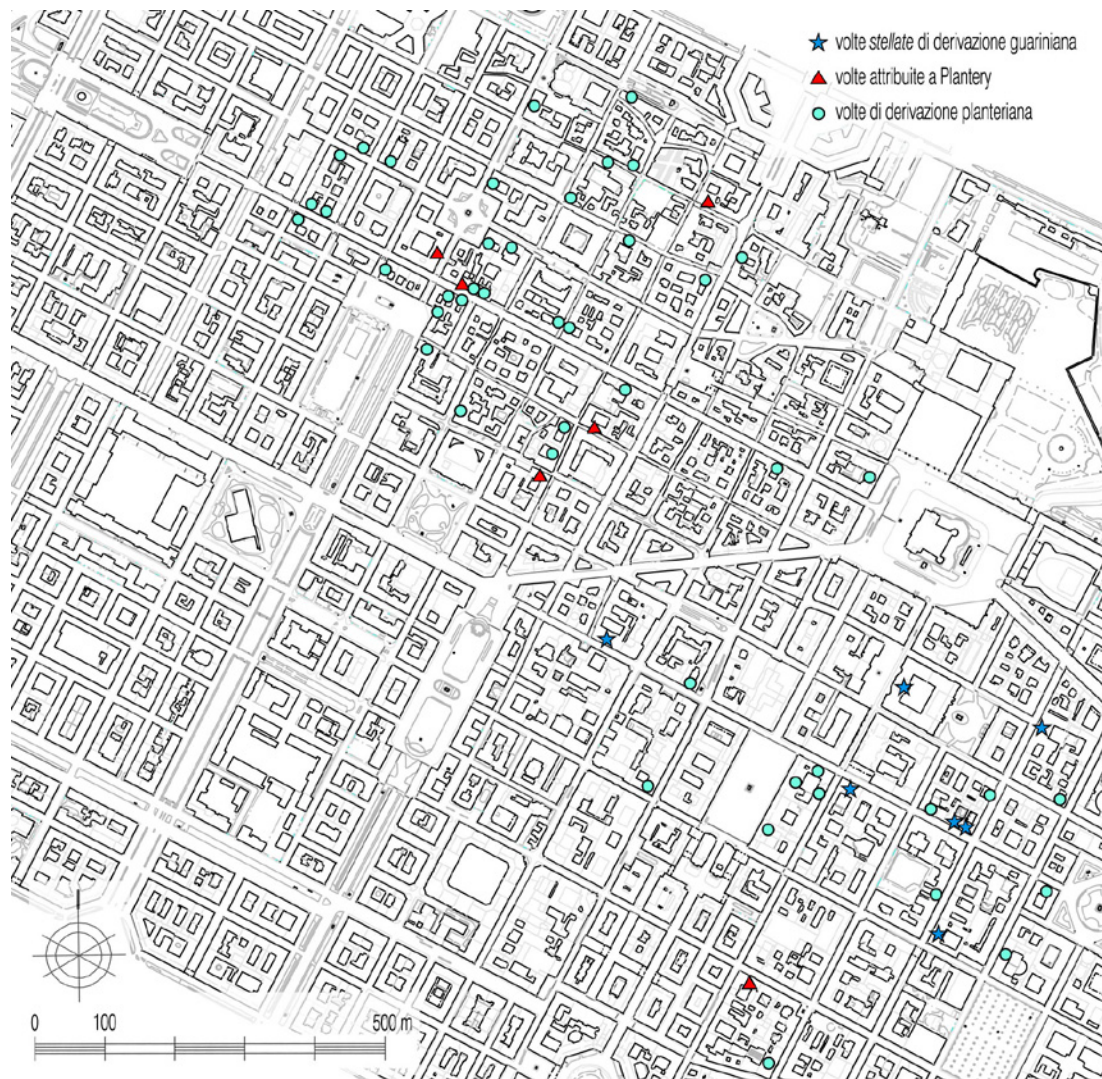 volte stellate di derivazione guariniana
volte attribuite a Plantery
volte di derivazione planteriana
0 100 500 m